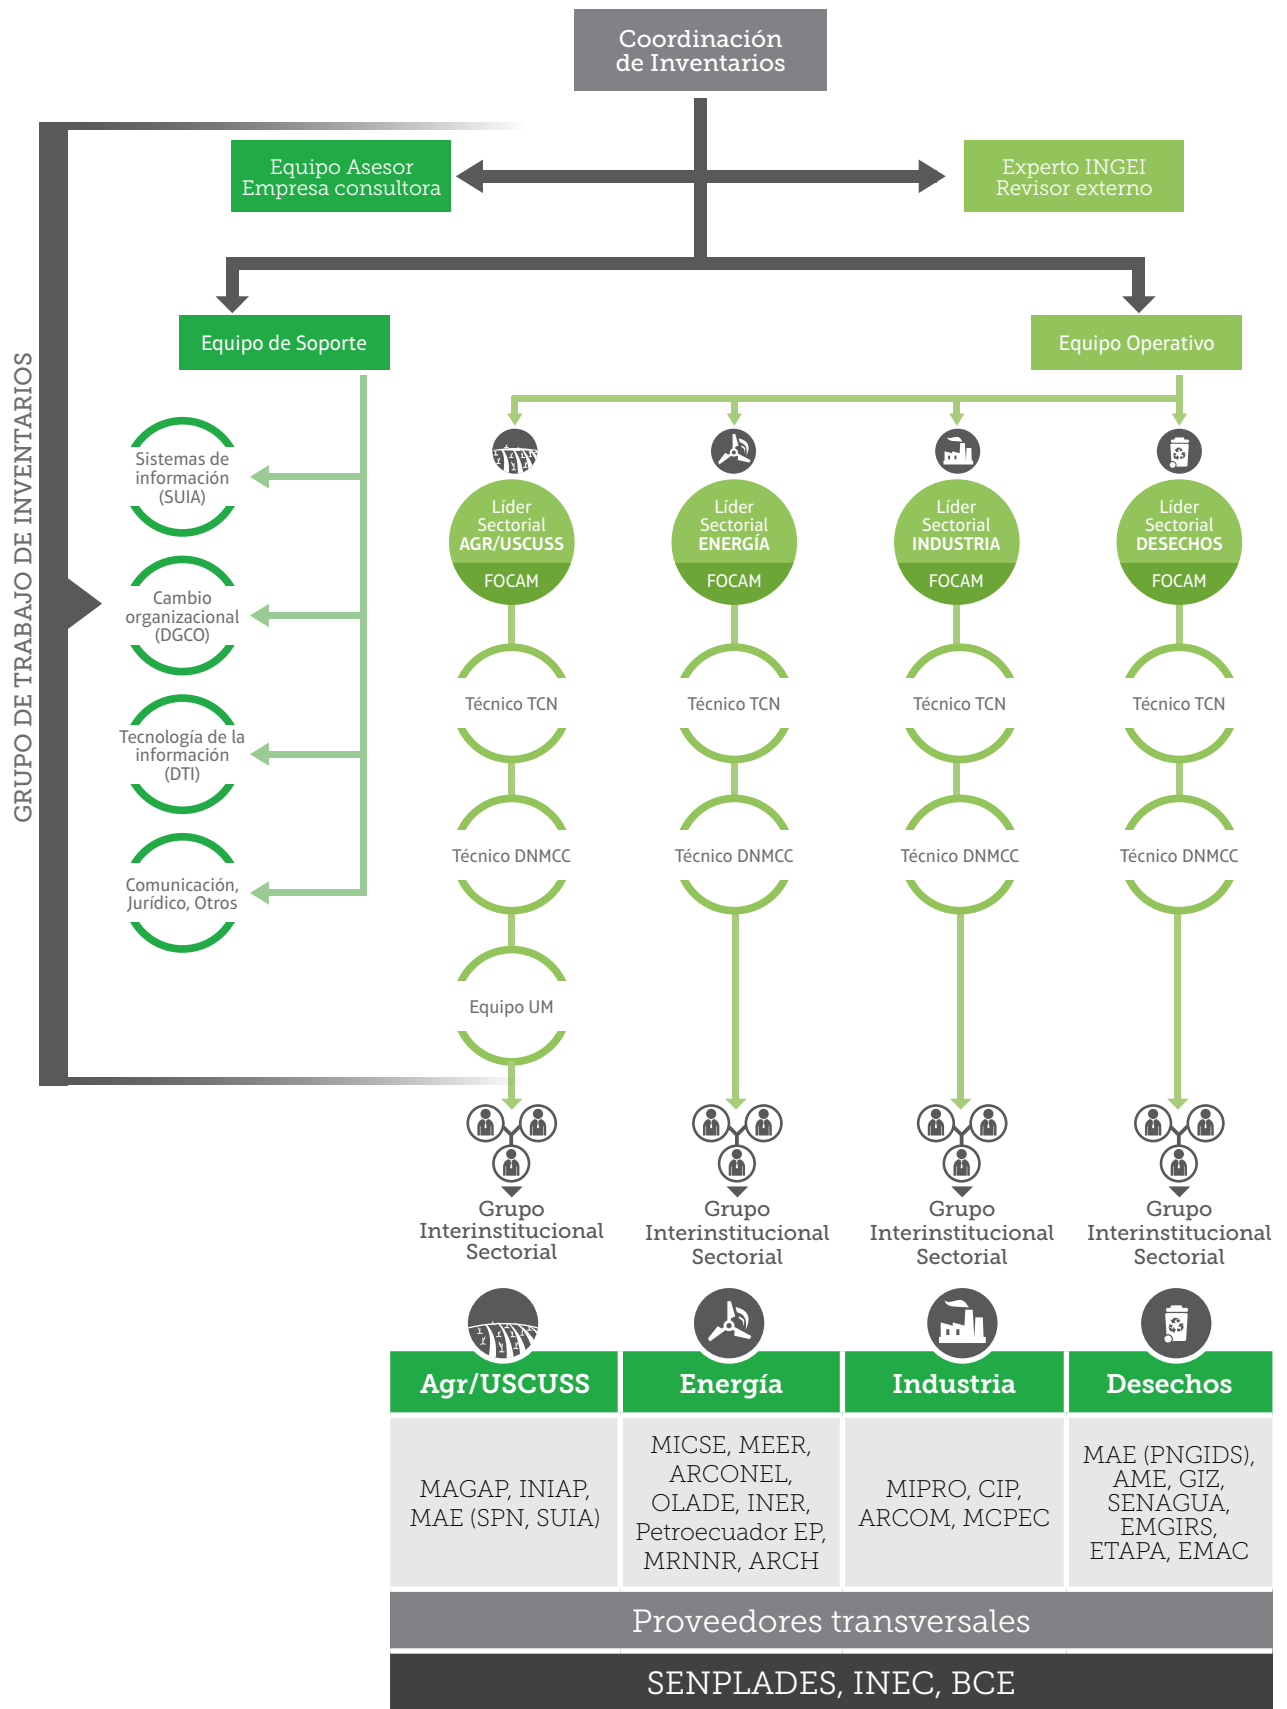 Coordinación
de Inventarios
Equipo Asesor
Empresa consultora
Experto INGEI
Revisor externo
GRUPO DE TRABAJO DE INVENTARIOS
Equipo de Soporte
Equipo Operativo
Sistemas de
información
(SUIA)
Cambio
organizacional
(DGCO)
Tecnología de la
información
(DTI)
Comunicación,
Jurídico, Otros
Líder
Sectorial
AGR/USCUSS
FOCAM
Técnico TCN
Técnico DNMCC
Equipo UM
Grupo
Interinstitucional
Sectorial
Líder
Sectorial
ENERGÍA
FOCAM
Técnico TCN
Técnico DNMCC
Grupo
Interinstitucional
Sectorial
Líder
Sectorial
INDUSTRIA
FOCAM
Técnico TCN
Técnico DNMCC
Grupo
Interinstitucional
Sectorial
Líder
Sectorial
DESECHOS
FOCAM
Técnico TCN
Técnico DNMCC
Grupo
Interinstitucional
Sectorial
Agr/USCUSS
MAGAP, INIAP,
MAE (SPN, SUIA)
Energía
MICSE, MEER,
ARCONEL,
OLADE, INER,
Petroecuador EP,
MRNNR, ARCH
Industria
MIPRO, CIP,
ARCOM, MCPEC
Desechos
MAE (PNGIDS),
AME, GIZ,
SENAGUA,
EMGIRS,
ETAPA, EMAC
Proveedores transversales
SENPLADES, INEC, BCE